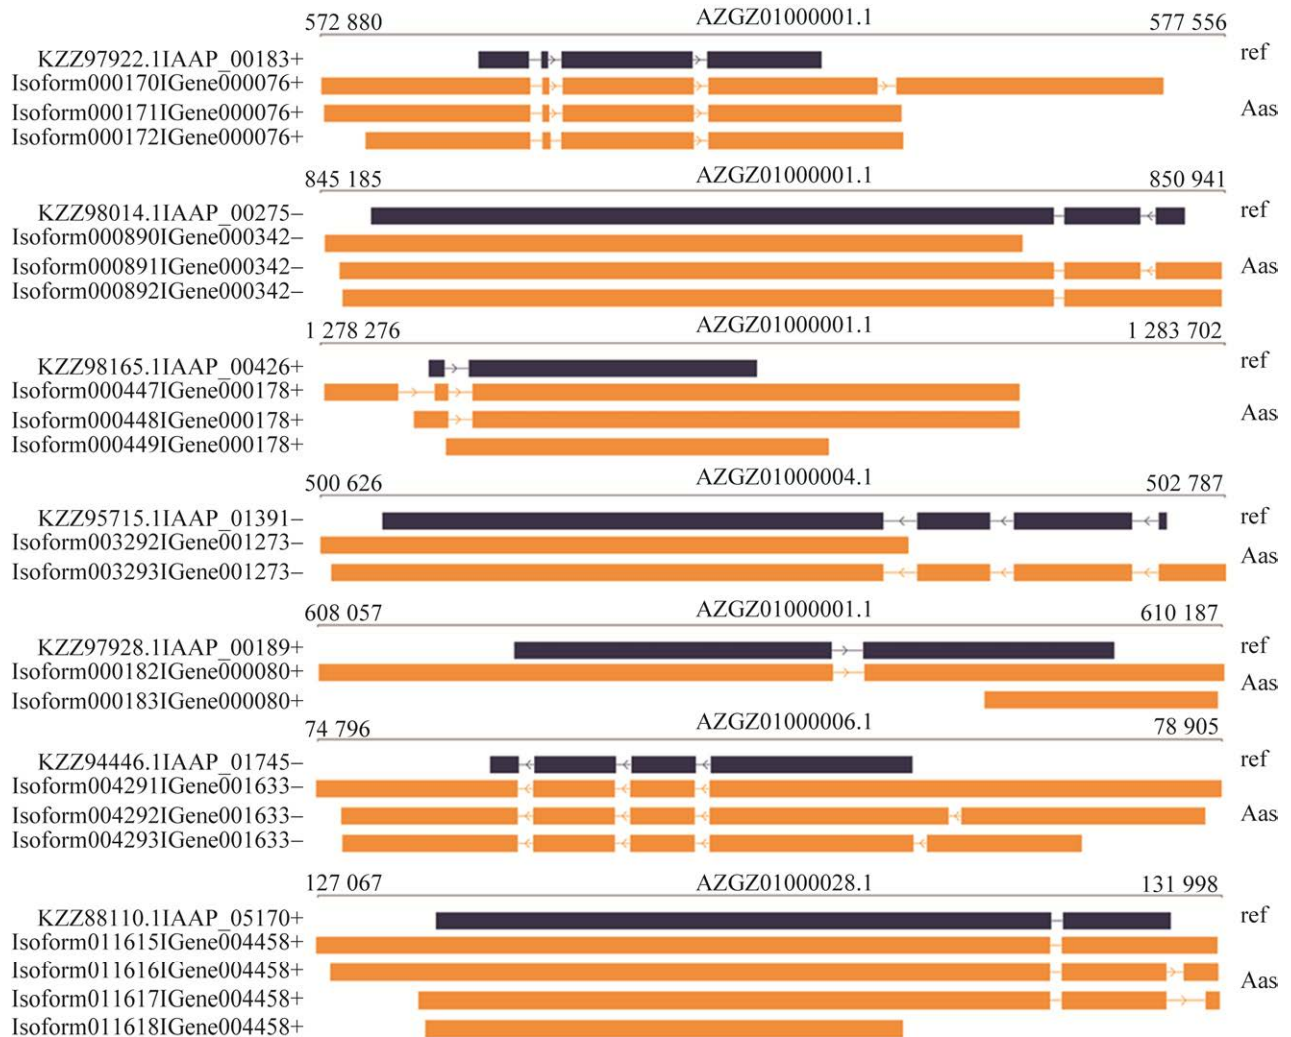 572 880 AZGZ01000001.1 577 556
KZZ97922.1IAAP_00183+ ref
Isoform000170IGene000076+
Isoform000171IGene000076+ Aas
Isoform000172IGene000076+
845 185 AZGZ01000001.1 850 941
KZZ98014.1IAAP_00275− ref
Isoform000890IGene000342−
Isoform000891IGene000342− Aas
Isoform000892IGene000342−
1 278 276 AZGZ01000001.1 1 283 702
KZZ98165.1IAAP_00426+ ref
Isoform000447IGene000178+
Isoform000448IGene000178+ Aas
Isoform000449IGene000178+
500 626 AZGZ01000004.1 502 787
KZZ95715.1IAAP_01391− ref
Isoform003292IGene001273−
Aas
Isoform003293IGene001273−
608 057 AZGZ01000001.1 610 187
KZZ97928.1IAAP_00189+ ref
Isoform000182IGene000080+
Aas
Isoform000183IGene000080+
74 796 AZGZ01000006.1 78 905
KZZ94446.1IAAP_01745− ref
Isoform004291IGene001633−
Isoform004292IGene001633− Aas
Isoform004293IGene001633−
127 067 AZGZ01000028.1 131 998
KZZ88110.1IAAP_05170+ ref
Isoform011615IGene004458+
Isoform011616IGene004458+ Aas
Isoform011617IGene004458+
Isoform011618IGene004458+